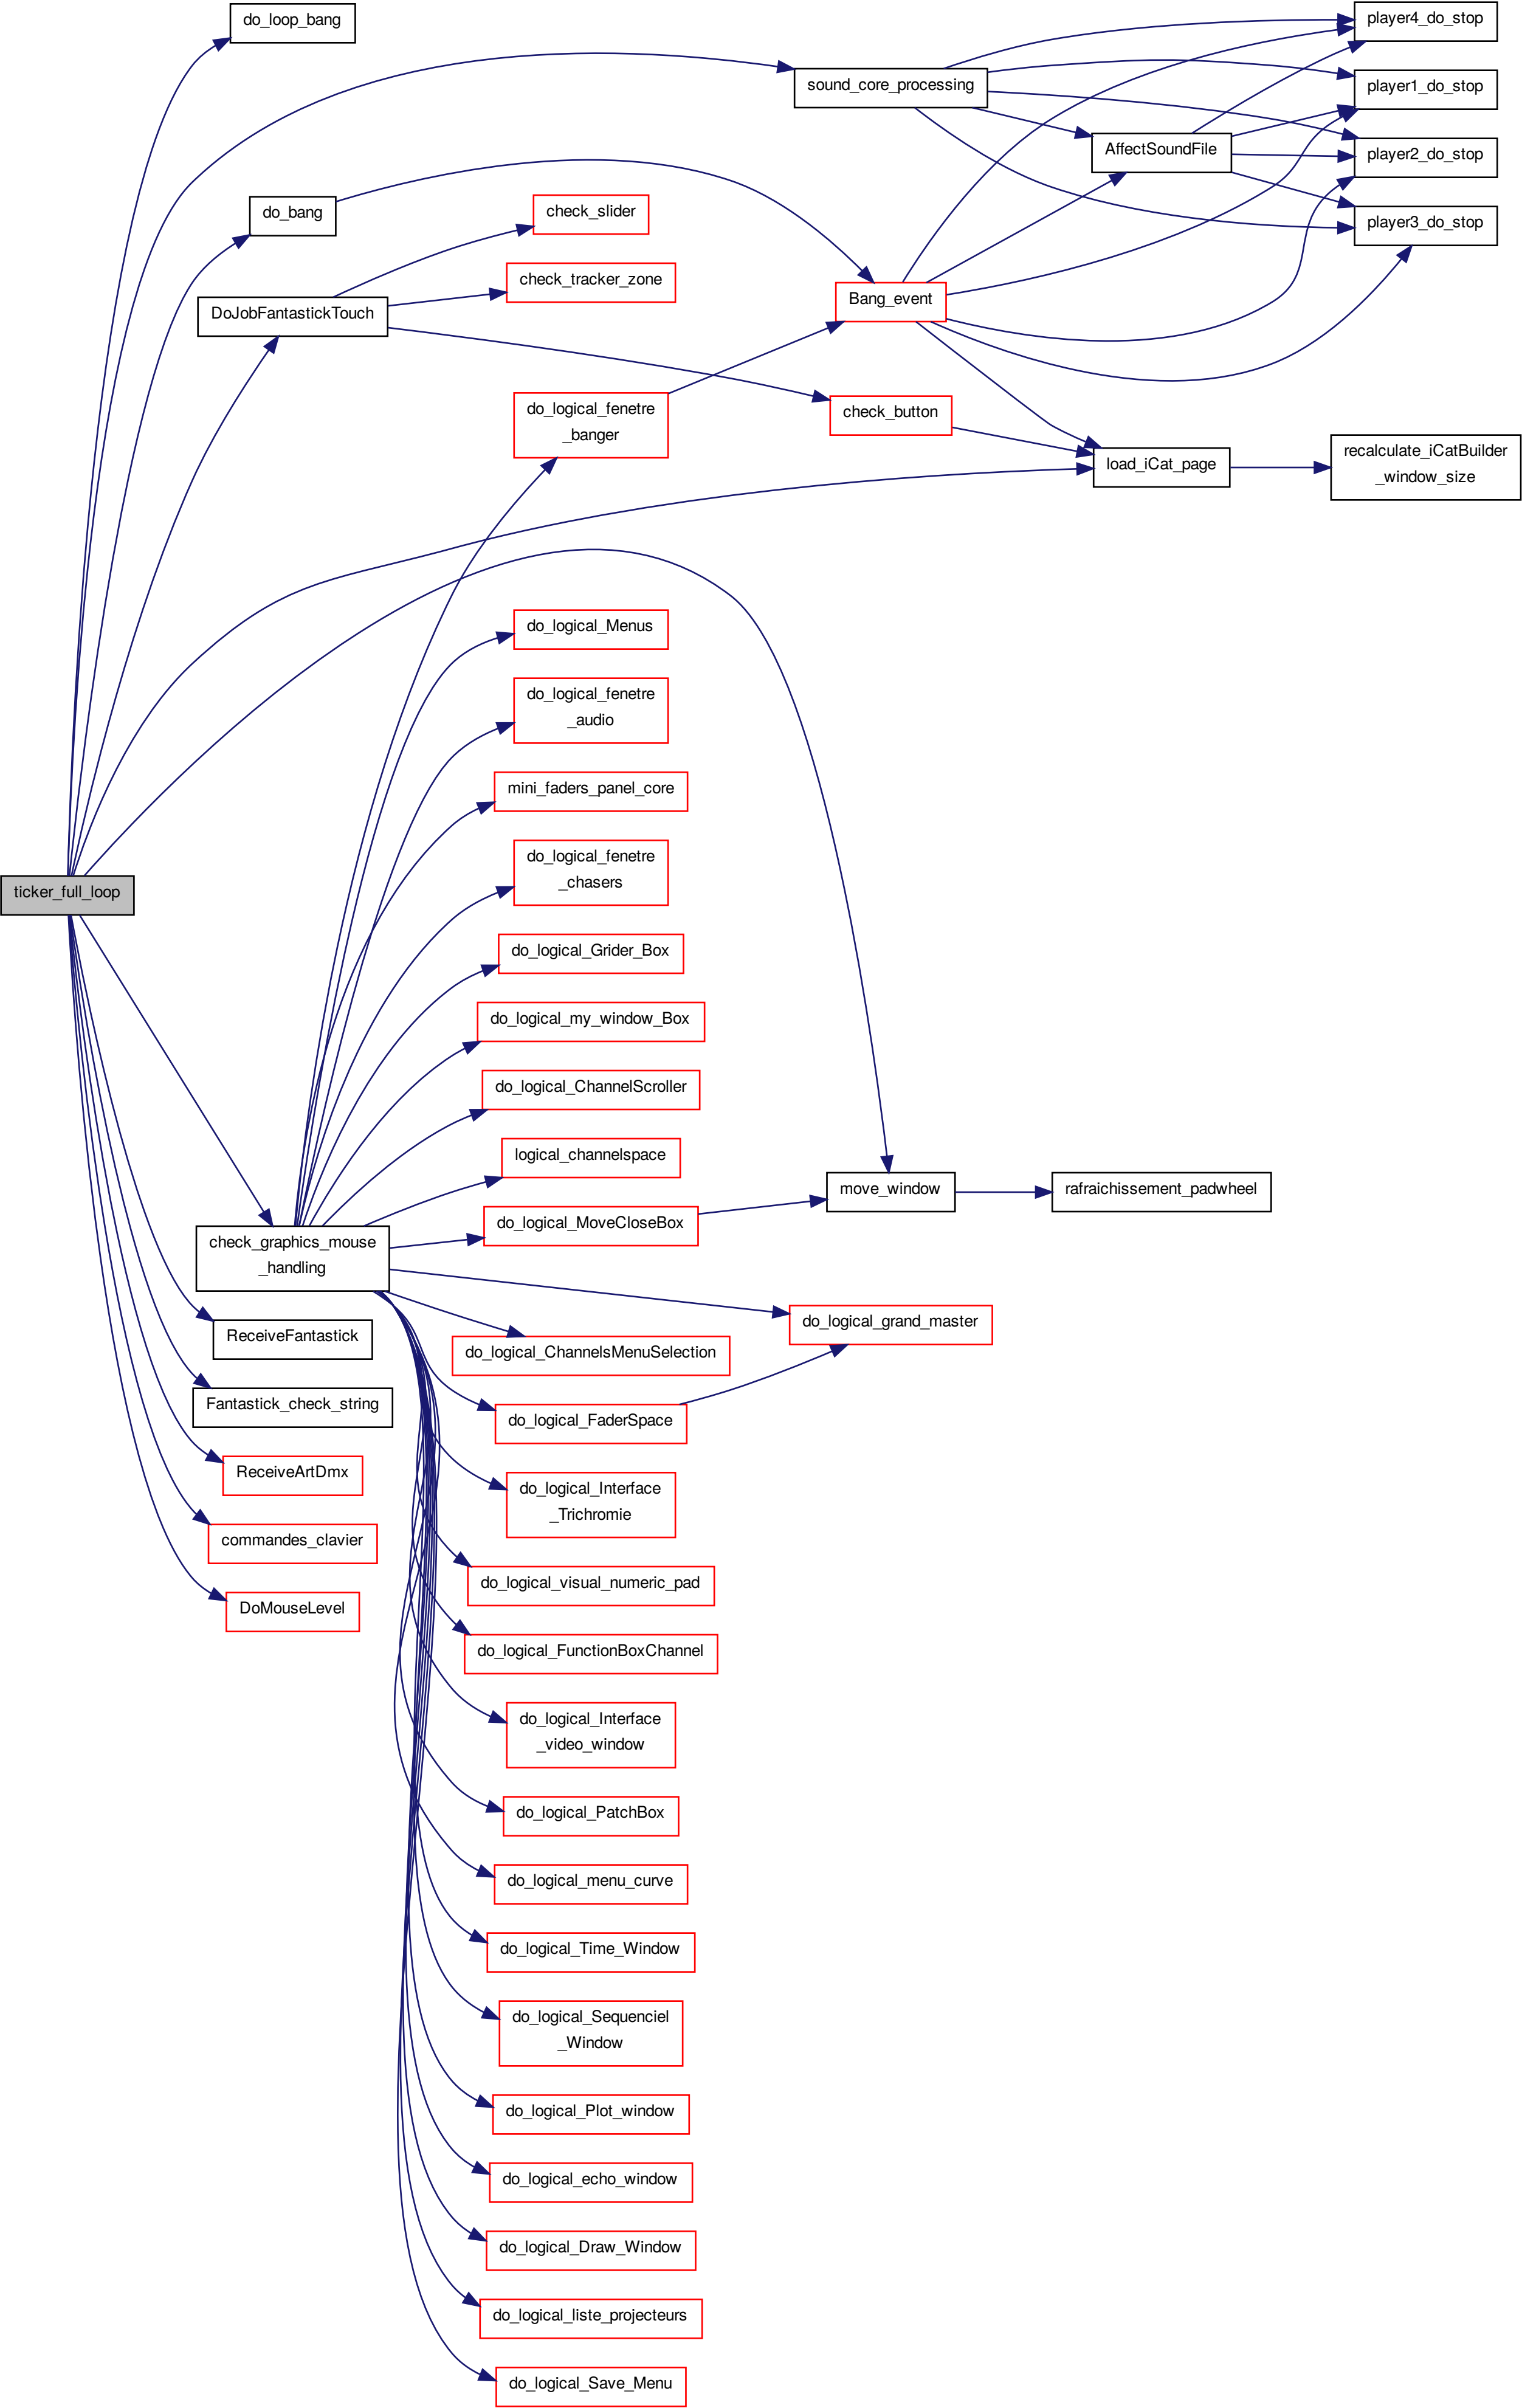 do_loop_bang
player4_do_stop
sound_core_processing
player1_do_stop
AffectSoundFile
player2_do_stop
do_bang
check_slider
player3_do_stop
check_tracker_zone
DoJobFantastickTouch
Bang_event
do_logical_fenetre
_banger
check_button
load_iCat_page
recalculate_iCatBuilder
_window_size
do_logical_Menus
do_logical_fenetre
_audio
mini_faders_panel_core
do_logical_fenetre
_chasers
ticker_full_loop
do_logical_Grider_Box
do_logical_my_window_Box
do_logical_ChannelScroller
logical_channelspace
move_window
rafraichissement_padwheel
do_logical_MoveCloseBox
check_graphics_mouse
_handling
do_logical_grand_master
ReceiveFantastick
do_logical_ChannelsMenuSelection
Fantastick_check_string
do_logical_FaderSpace
ReceiveArtDmx
do_logical_Interface
_Trichromie
commandes_clavier
do_logical_visual_numeric_pad
DoMouseLevel
do_logical_FunctionBoxChannel
do_logical_Interface
_video_window
do_logical_PatchBox
do_logical_menu_curve
do_logical_Time_Window
do_logical_Sequenciel
_Window
do_logical_Plot_window
do_logical_echo_window
do_logical_Draw_Window
do_logical_liste_projecteurs
do_logical_Save_Menu